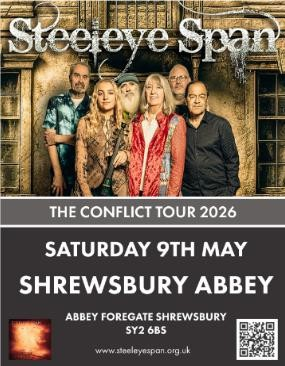 Steeleye Span
THE CONFLICT TOUR 2026
SATURDAY 9TH MAY
SHREWSBURY ABBEY
ABBEY FOREGATE SHREWSBURY
SY2 6BS
www.steeleyespan.org.uk